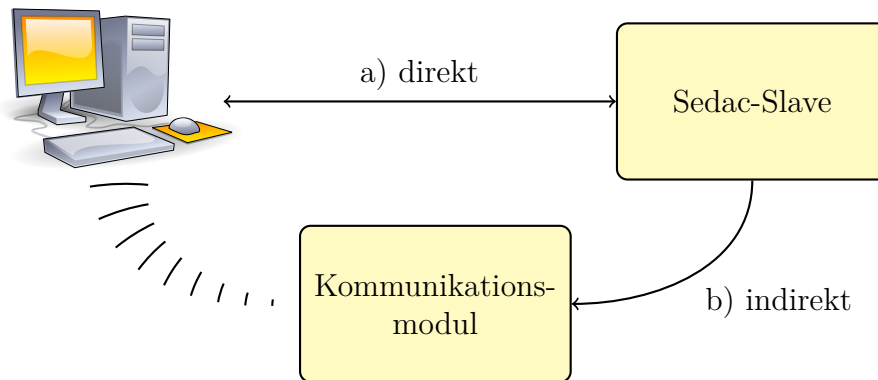 a) direkt
Sedac-Slave
Kommunikations-
modul
b) indirekt